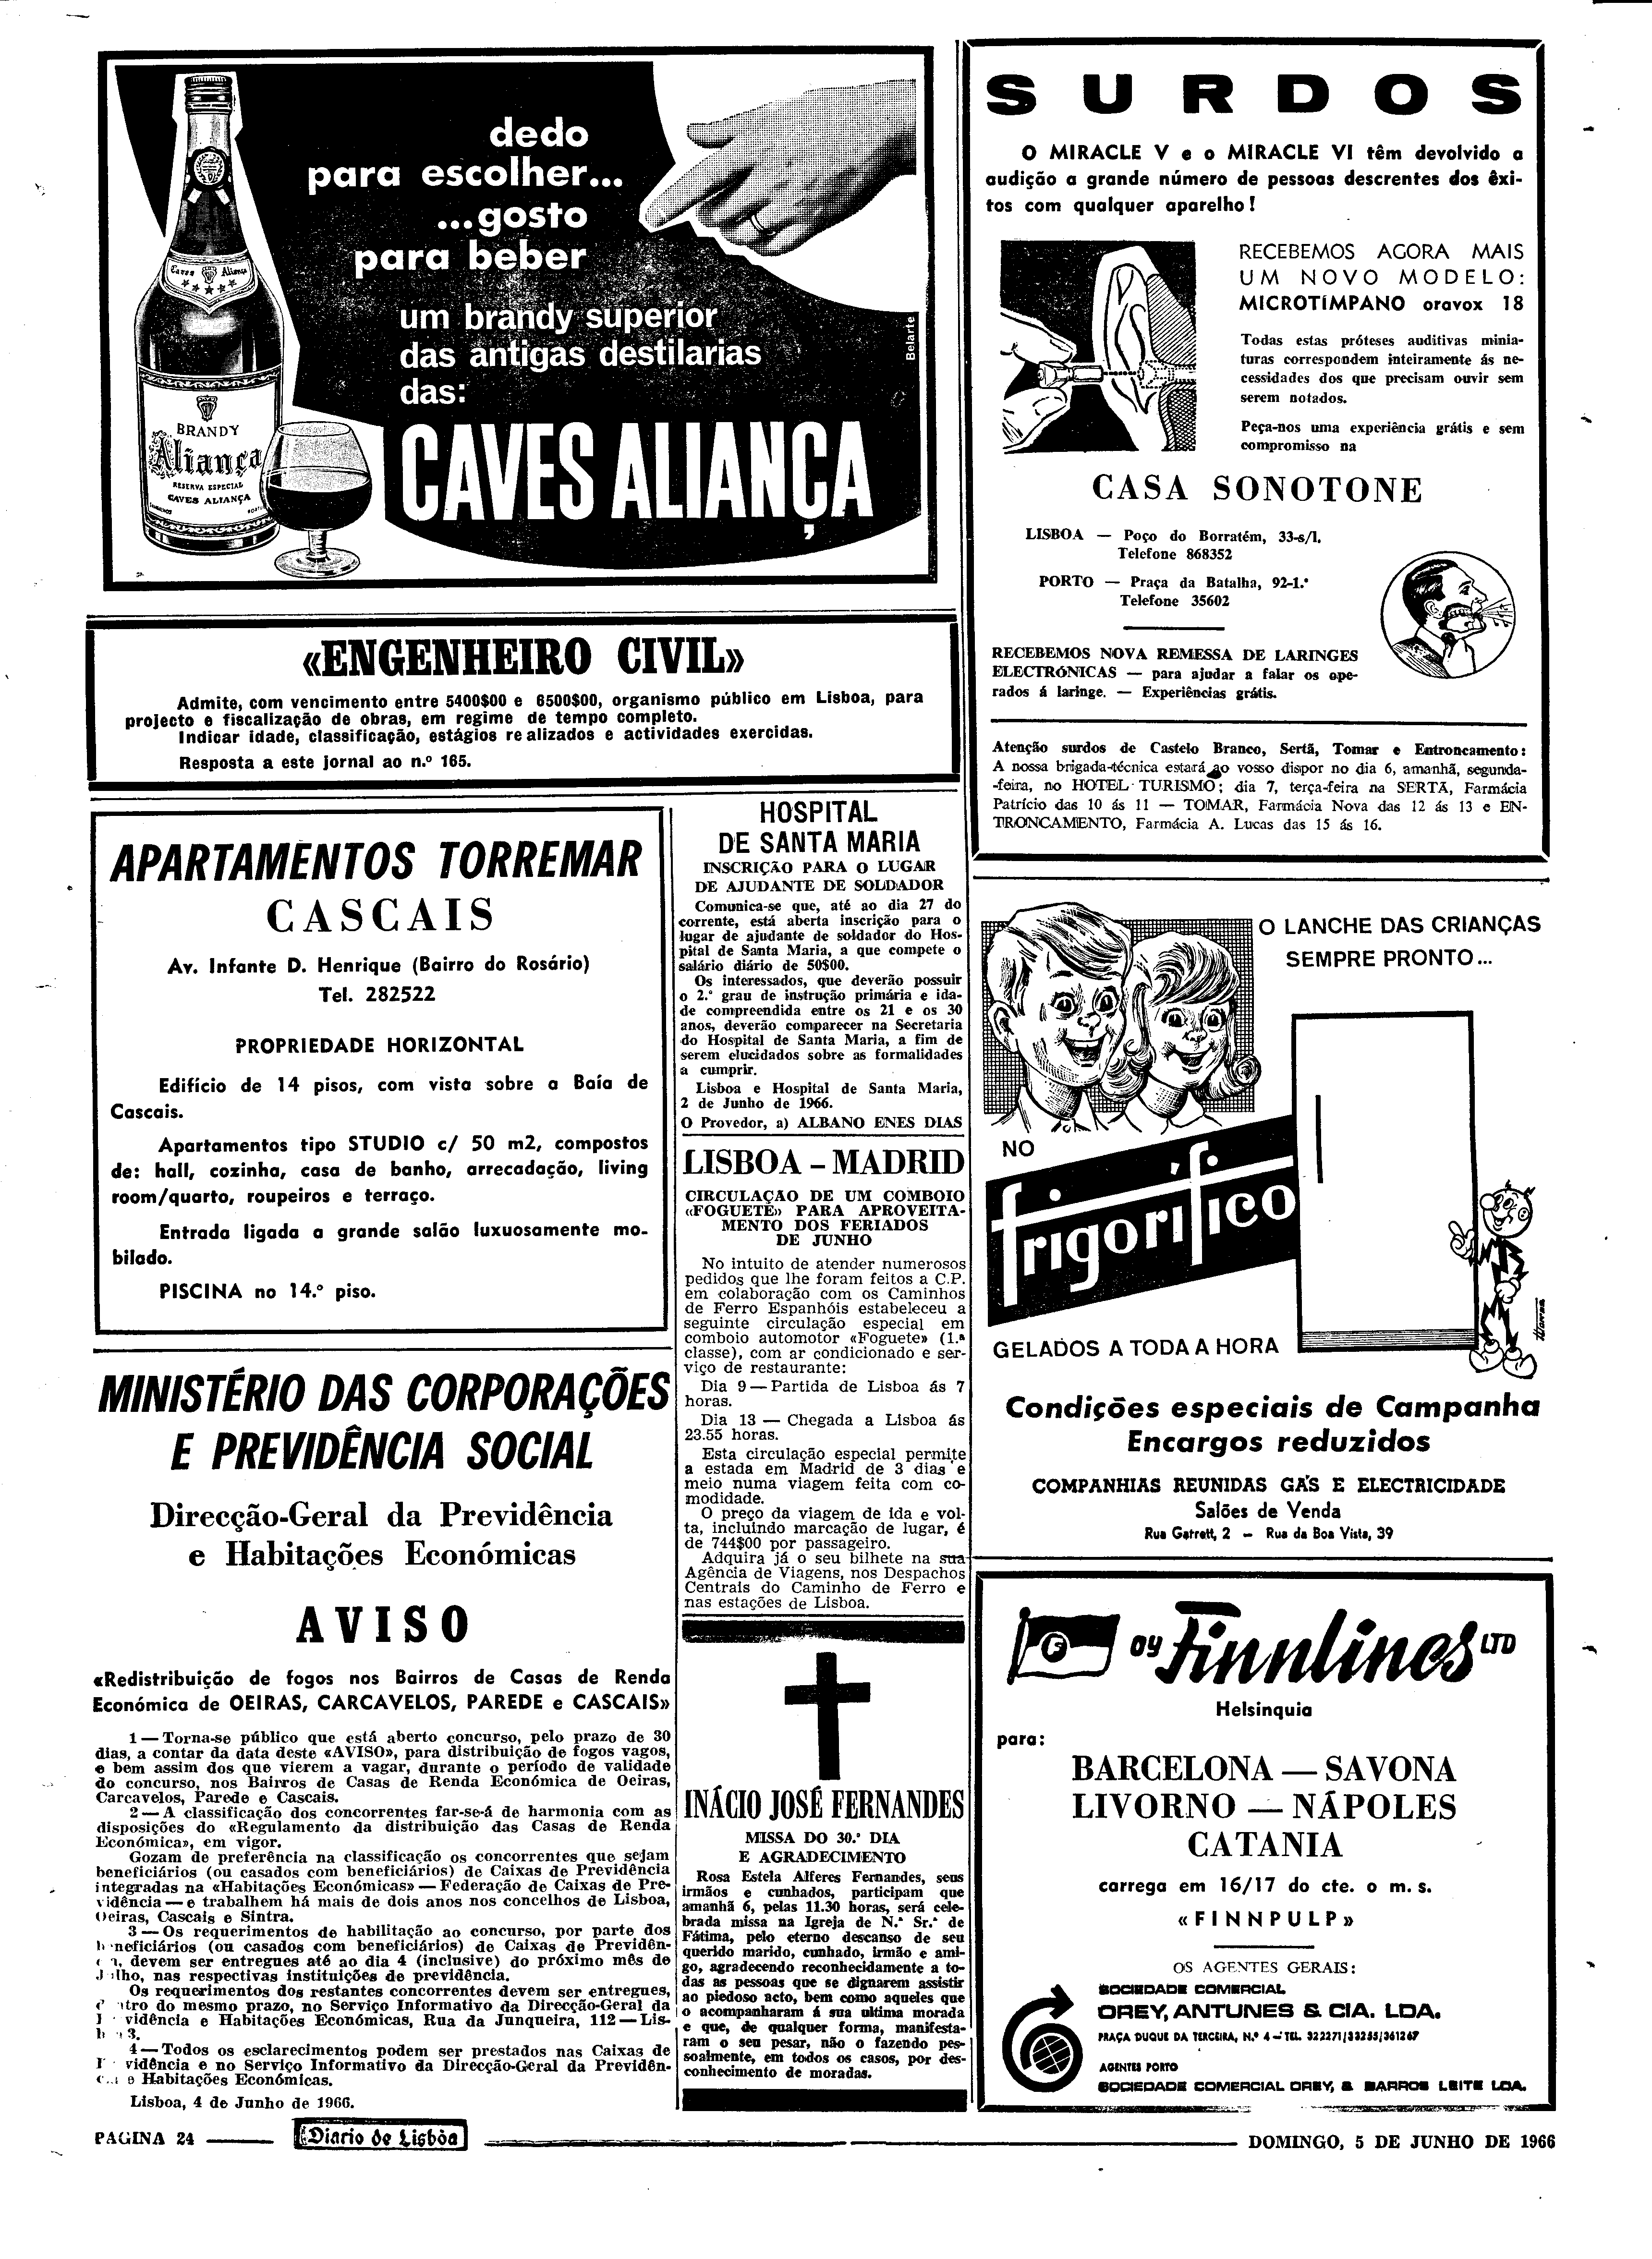 dedo
para escolher...
...gosto
para beber
um brandy superior
das antigas destilarias
das:
CAVES ALIANÇA
Belarte
Caves Aliança
BRANDY
Aliança
RESERVA ESPECIAL
CAVES ALIANÇA
«ENGENHEIRO CIVIL»
Admite, com vencimento entre 5400$00 e 6500$00, organismo público em Lisboa, para
projecto e fiscalização de obras, em regime de tempo completo.
Indicar idade, classificação, estágios realizados e actividades exercidas.
Resposta a este jornal ao n.º 165.
APARTAMENTOS TORREMAR
CASCAIS
Av. Infante D. Henrique (Bairro do Rosário)
Tel. 282522
PROPRIEDADE HORIZONTAL
Edifício de 14 pisos, com vista sobre a Baía de
Cascais.
Apartamentos tipo STUDIO c/ 50 m2, compostos
de: hall, cozinha, casa de banho, arrecadação, living
room/quarto, roupeiros e terraço.
Entrada ligada a grande salão luxuosamente mo-
bilado.
PISCINA no 14.º piso.
MINISTÉRIO DAS CORPORAÇÕES
E PREVIDÊNCIA SOCIAL
Direcção-Geral da Previdência
e Habitações Económicas
AVISO
«Redistribuição de fogos nos Bairros de Casas de Renda
Económica de OEIRAS, CARCAVELOS, PAREDE e CASCAIS»
1 — Torna-se público que está aberto concurso, pelo prazo de 30
dias, a contar da data deste «AVISO», para distribuição de fogos vagos,
e bem assim dos que vierem a vagar, durante o período de validade
do concurso, nos Bairros de Casas de Renda Económica de Oeiras,
Carcavelos, Parede e Cascais.
2 — A classificação dos concorrentes far-se-á de harmonia com as
disposições do «Regulamento da distribuição das Casas de Renda
Económica», em vigor.
Gozam de preferência na classificação os concorrentes que sejam
beneficiários (ou casados com beneficiários) de Caixas de Previdência
integradas na «Habitações Económicas» — Federação de Caixas de Pre-
vidência — e trabalhem há mais de dois anos nos concelhos de Lisboa,
Oeiras, Cascais e Sintra.
3 — Os requerimentos de habilitação ao concurso, por parte dos
beneficiários (ou casados com beneficiários) de Caixas de Previdên-
devem ser entregues até ao dia 4 (inclusive) do próximo mês de
Julho, nas respectivas instituições de previdência.
Os requerimentos dos restantes concorrentes devem ser entregues,
dentro do mesmo prazo, no Serviço Informativo da Direcção-Geral da
Previdência e Habitações Económicas, Rua da Junqueira, 112 — Lis-
boa 3.
4 — Todos os esclarecimentos podem ser prestados nas Caixas de
Previdência e no Serviço Informativo da Direcção-Geral da Previdên-
cia e Habitações Económicas.
Lisboa, 4 de Junho de 1966.
HOSPITAL
DE SANTA MARIA
INSCRIÇÃO PARA O LUGAR
DE AJUDANTE DE SOLDADOR
Comunica-se que, até ao dia 27 do
corrente, está aberta inscrição para o
lugar de ajudante de soldador do Hos-
pital de Santa Maria, a que compete o
salário diário de 50$00.
Os interessados, que deverão possuir
o 2.º grau de instrução primária e ida-
de compreendida entre os 21 e os 30
anos, deverão comparecer na Secretaria
do Hospital de Santa Maria, a fim de
serem elucidados sobre as formalidades
a cumprir.
Lisboa e Hospital de Santa Maria,
2 de Junho de 1966.
O Provedor, a) ALBANO ENES DIAS
LISBOA – MADRID
CIRCULAÇÃO DE UM COMBOIO
«FOGUETE» PARA APROVEITA-
MENTO DOS FERIADOS
DE JUNHO
No intuito de atender numerosos
pedidos que lhe foram feitos a C.P.
em colaboração com os Caminhos
de Ferro Espanhóis estabeleceu a
seguinte circulação especial em
comboio automotor «Foguete» (1.ª
classe), com ar condicionado e ser-
viço de restaurante:
Dia 9 — Partida de Lisboa ás 7
horas.
Dia 13 — Chegada a Lisboa ás
23.55 horas.
Esta circulação especial permite
a estada em Madrid de 3 dias e
meio numa viagem feita com co-
modidade.
O preço da viagem de ida e vol-
ta, incluindo marcação de lugar, é
de 744$00 por passageiro.
Adquira já o seu bilhete na sua
Agência de Viagens, nos Despachos
Centrais do Caminho de Ferro e
nas estações de Lisboa.
INÁCIO JOSÉ FERNANDES
MISSA DO 30.º DIA
E AGRADECIMENTO
Rosa Estela Alferes Fernandes, seus
irmãos e cunhados, participam que
amanhã 6, pelas 11.30 horas, será cele-
brada missa na Igreja de N.ª Sr.ª de
Fátima, pelo eterno descanso de seu
querido marido, cunhado, irmão e ami-
go, agradecendo reconhecidamente a to-
das as pessoas que se dignarem assistir
ao piedoso acto, bem como aqueles que
o acompanharam á sua ultima morada
e que, de qualquer forma, manifesta-
ram o seu pesar, não o fazendo pes-
soalmente, em todos os casos, por des-
conhecimento de moradas.
SURDOS
O MIRACLE V e o MIRACLE VI têm devolvido a
audição a grande número de pessoas descrentes dos êxi-
tos com qualquer aparelho!
RECEBEMOS AGORA MAIS
UM NOVO MODELO:
MICROTÍMPANO oravox 18
Todas estas próteses auditivas minia-
turas correspondem inteiramente ás ne-
cessidades dos que precisam ouvir sem
serem notados.
Peça-nos uma experiência grátis e sem
compromisso na
CASA SONOTONE
LISBOA — Poço do Borratém, 33-s/l.
Telefone 868352
PORTO — Praça da Batalha, 92-1.º
Telefone 35602
RECEBEMOS NOVA REMESSA DE LARINGES
ELECTRÓNICAS — para ajudar a falar os ope-
rados á laringe. — Experiências grátis.
Atenção surdos de Castelo Branco, Sertã, Tomar e Entroncamento:
A nossa brigada-técnica estará ao vosso dispor no dia 6, amanhã, segunda-
-feira, no HOTEL TURISMO; dia 7, terça-feira na SERTÃ, Farmácia
Patrício das 10 ás 11 — TOMAR, Farmácia Nova das 12 ás 13 e EN-
TRONCAMENTO, Farmácia A. Lucas das 15 ás 16.
O LANCHE DAS CRIANÇAS
SEMPRE PRONTO...
NO
frigorífico
GELADOS A TODA A HORA
Condições especiais de Campanha
Encargos reduzidos
COMPANHIAS REUNIDAS GÁS E ELECTRICIDADE
Salões de Venda
Rua Garrett, 2 — Rua da Boa Vista, 39
F
OY Finnlines LTD
Helsinquia
para:
BARCELONA — SAVONA
LIVORNO — NÁPOLES
CATANIA
carrega em 16/17 do cte. o m. s.
«FINNPULP»
OS AGENTES GERAIS:
SOCIEDADE COMERCIAL
OREY, ANTUNES & CIA. LDA.
PRAÇA DUQUE DA TERCEIRA, N.º 4 – TEL. 322271/33255/361267
AGENTES PORTO
SOCIEDADE COMERCIAL OREY, & BARROS LEITE LDA.
PAGINA 24
Diario de Lisbôa
DOMINGO, 5 DE JUNHO DE 1966